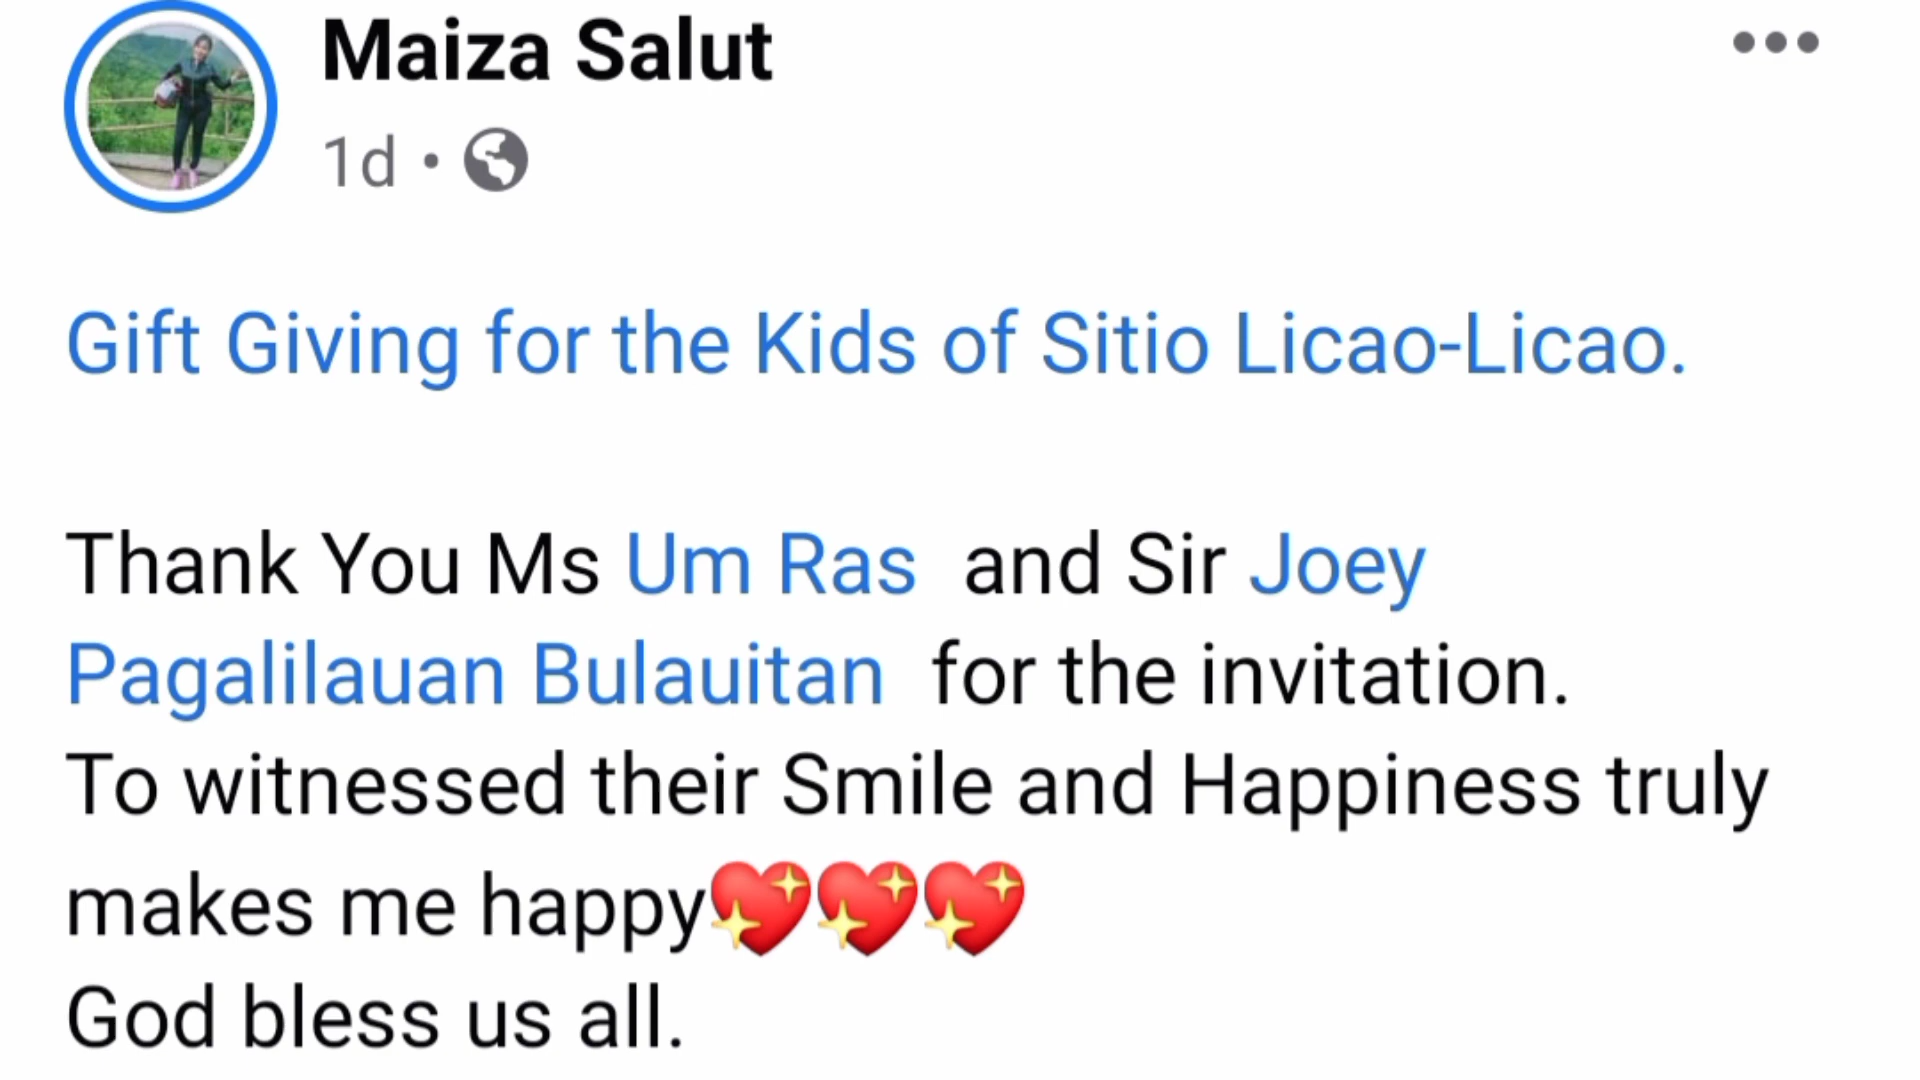 Maiza Salut
1d •
Gift Giving for the Kids of Sitio Licao-Licao.
Thank You Ms Um Ras and Sir Joey
Pagalilauan Bulauitan for the invitation.
To witnessed their Smile and Happiness truly
makes me happy💖💖💖
God bless us all.